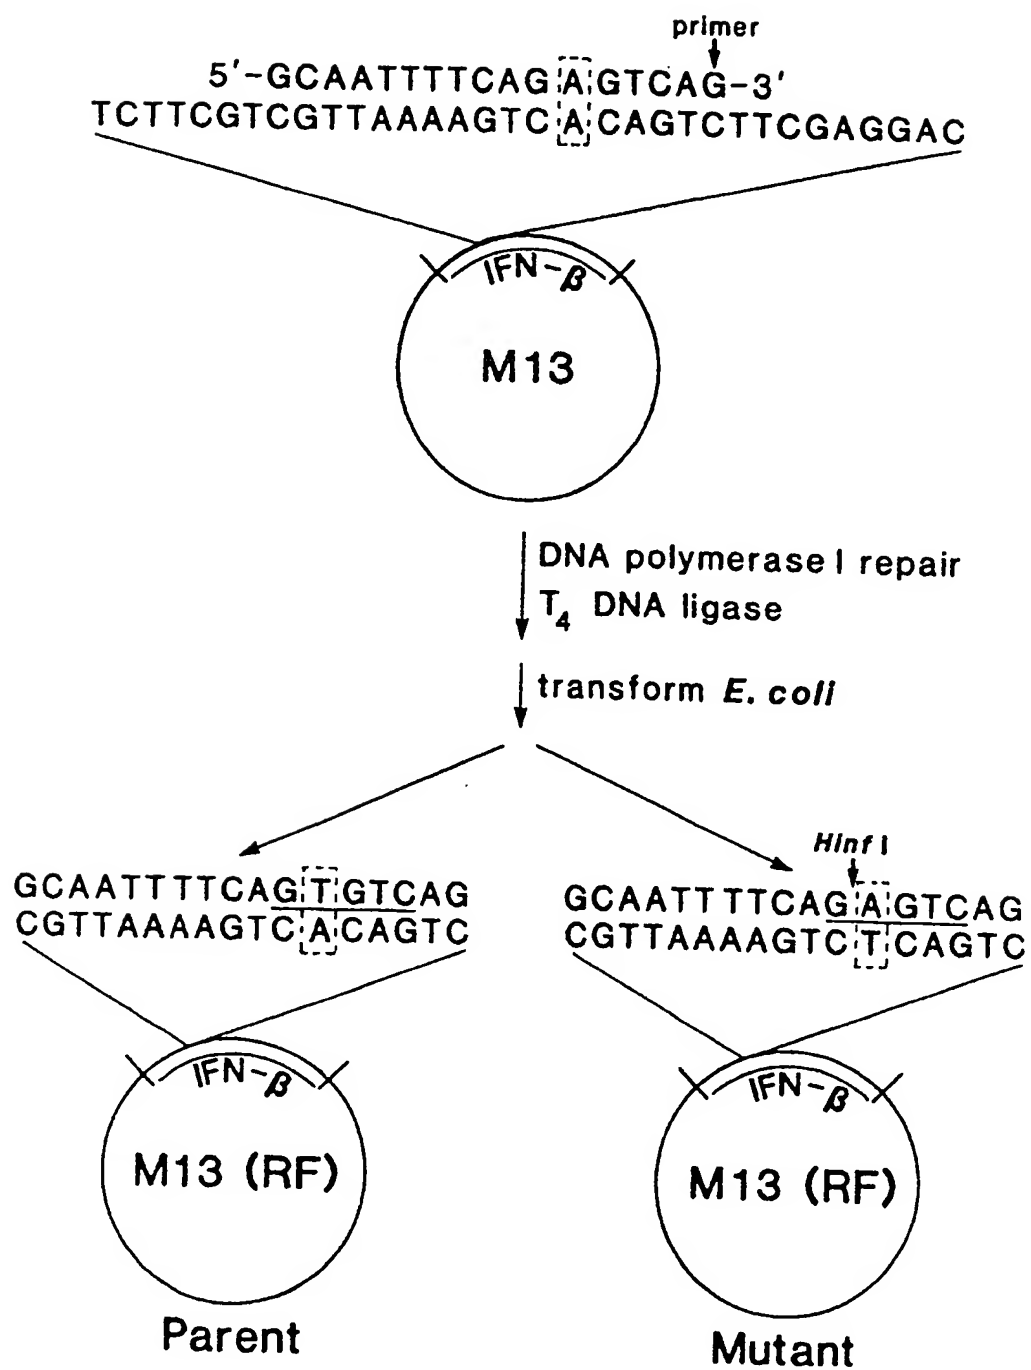 primer
5'-GCAATTTTCAGAGTCAG-3'
TCTTCGTCGTTAAAAGTCACAGTCTTCGAGGAC
IFN-β
M13
DNA polymerase I repair
T4 DNA ligase
transform E. coli
Hinf I
GCAATTTTCAGTGTCAG
CGTTAAAAGTCACAGTC
GCAATTTTCAGAGTCAG
CGTTAAAAGTCTCAGTC
IFN-β
IFN-β
M13 (RF)
M13 (RF)
Parent
Mutant